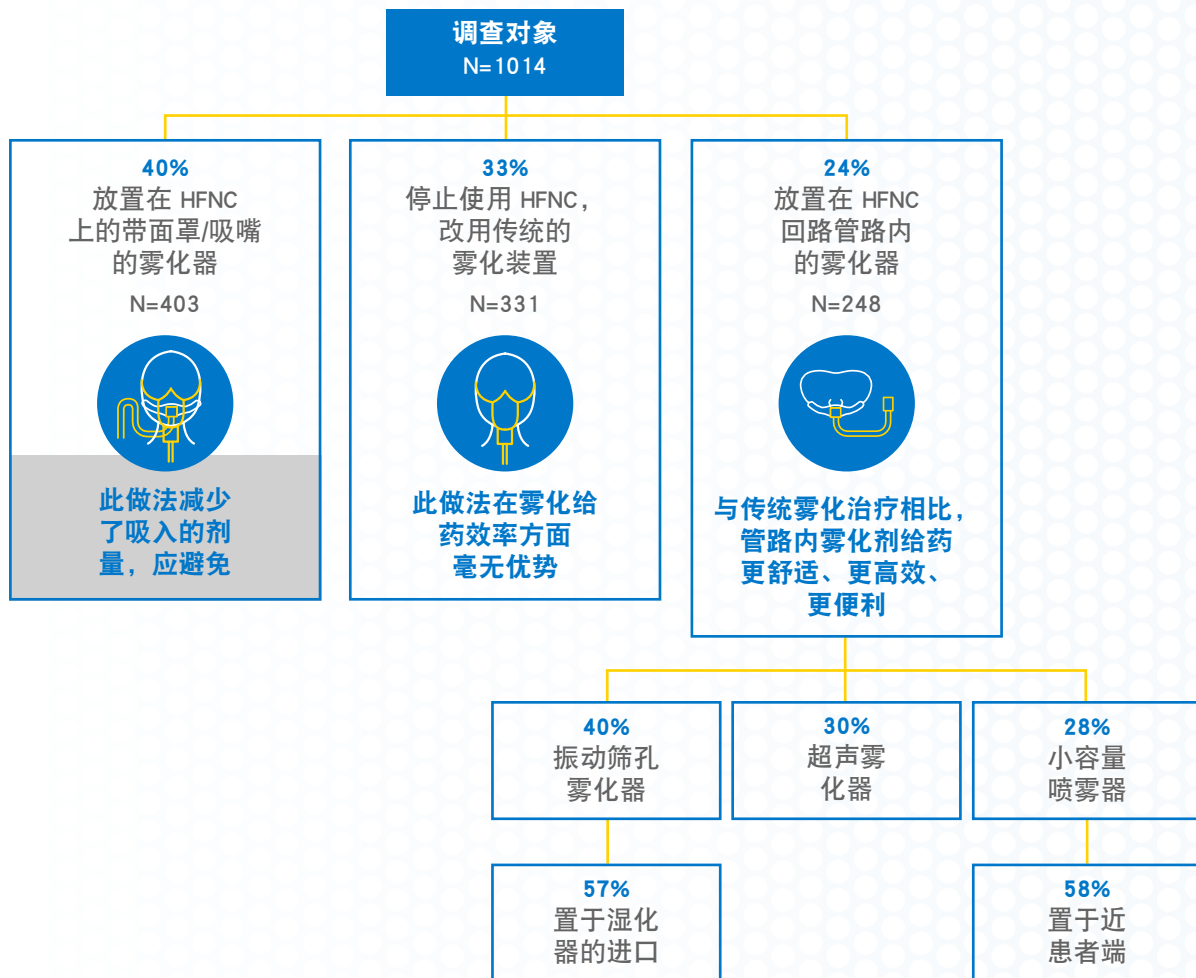 调查对象
N=1014
40%
放置在 HFNC
上的带面罩/吸嘴
的雾化器
N=403
此做法减少
了吸入的剂
量，应避免
33%
停止使用 HFNC，
改用传统的
雾化装置
N=331
此做法在雾化给
药效率方面
毫无优势
24%
放置在 HFNC
回路管路内
的雾化器
N=248
与传统雾化治疗相比，
管路内雾化剂给药
更舒适、更高效、
更便利
40%
振动筛孔
雾化器
30%
超声雾
化器
28%
小容量
喷雾器
57%
置于湿化
器的进口
58%
置于近
患者端